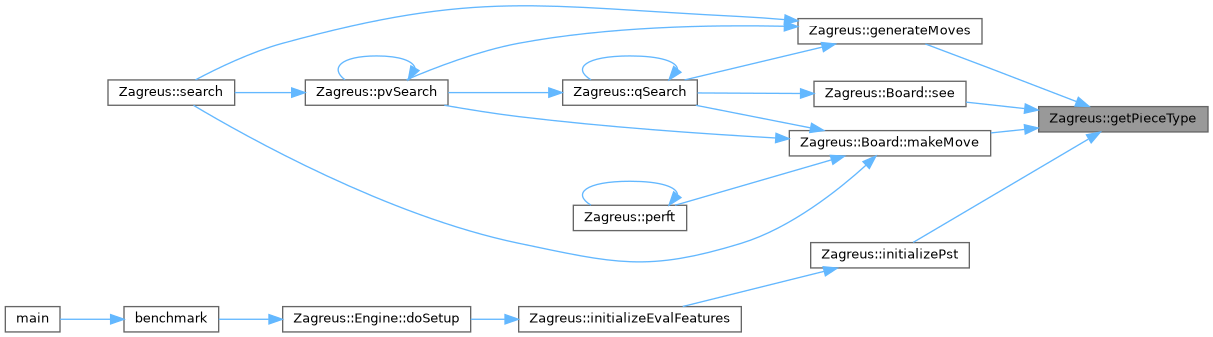 Zagreus::generateMoves
Zagreus::search
Zagreus::pvSearch
Zagreus::qSearch
Zagreus::Board::see
Zagreus::getPieceType
Zagreus::Board::makeMove
Zagreus::perft
Zagreus::initializePst
main
benchmark
Zagreus::Engine::doSetup
Zagreus::initializeEvalFeatures